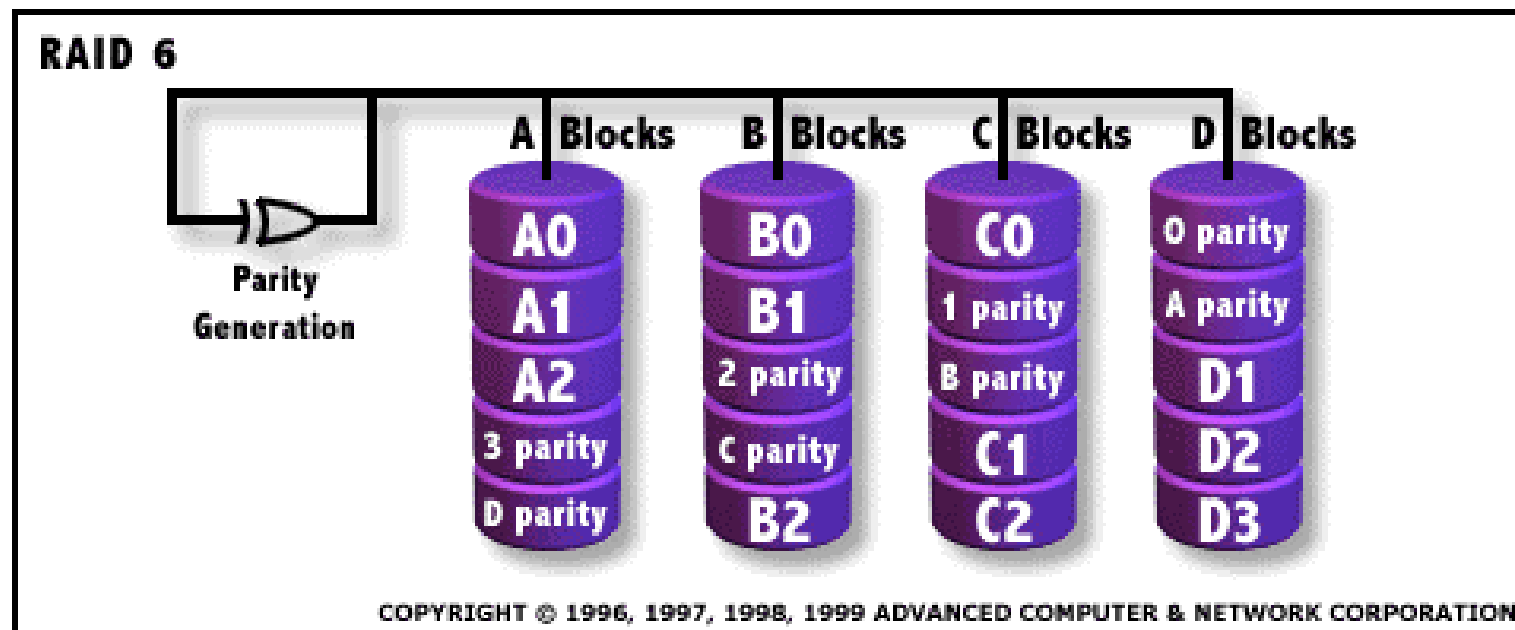 RAID 6
A Blocks B Blocks C Blocks D Blocks
A0 B0 C0 0 parity
A1 B1 1 parity A parity
A2 2 parity B parity D1
3 parity C parity C1 D2
D parity B2 C2 D3
Parity
Generation
COPYRIGHT © 1996, 1997, 1998, 1999 ADVANCED COMPUTER & NETWORK CORPORATION